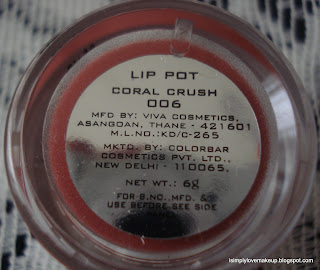 LIP POT
CORAL CRUSH
006
MFD BY: VIVA COSMETICS,
ASANGOAN, THANE - 421601
M.L.NO.:KD/C-265
MKTD. BY: COLORBAR
COSMETICS PVT. LTD.,
NEW DELHI - 110065,
NET WT.: 6g
FOR B.NO., MFD. &
USE BEFORE SEE SIDE
isimplylovemakeup.blogspot.com